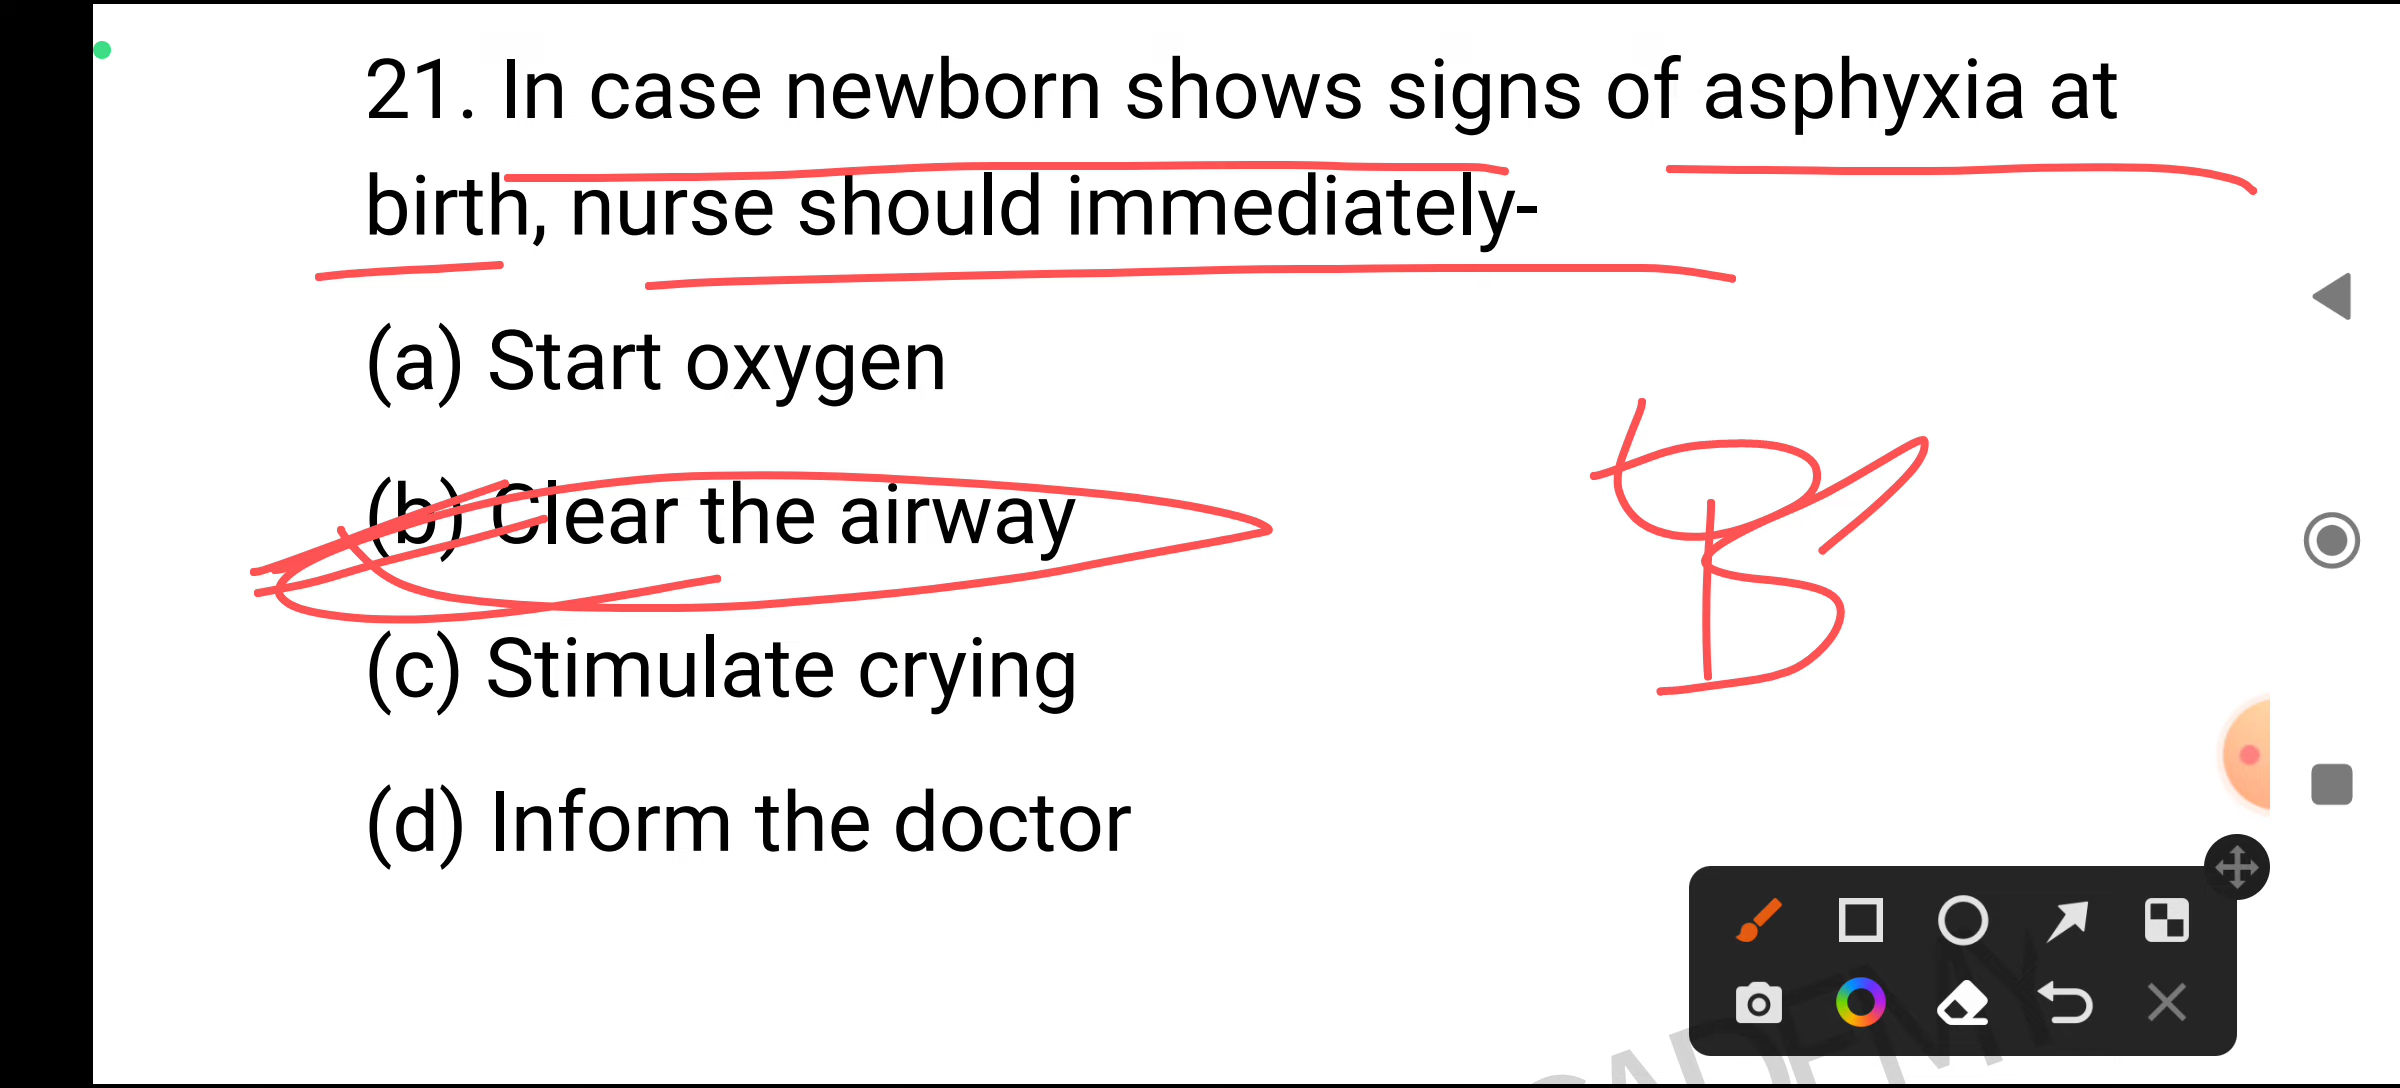 21. In case newborn shows signs of asphyxia at
birth, nurse should immediately-
(a) Start oxygen
(b) Clear the airway
B
(c) Stimulate crying
(d) Inform the doctor